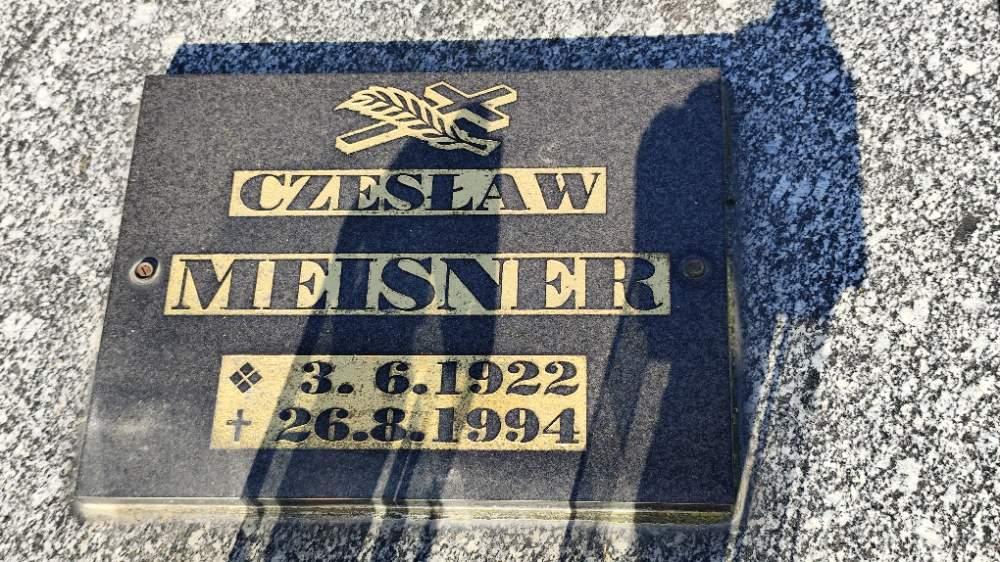 CZESŁAW
MEISNER
❖ 3. 6.1922
✝ 26.8.1994